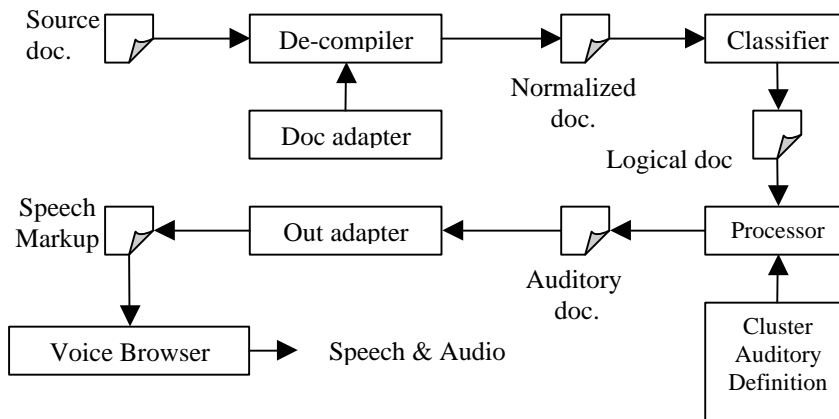 Source
doc.
De-compiler
Normalized
doc.
Classifier
Doc adapter
Logical doc
Speech
Markup
Out adapter
Auditory
doc.
Processor
Cluster
Auditory
Definition
Voice Browser
Speech & Audio